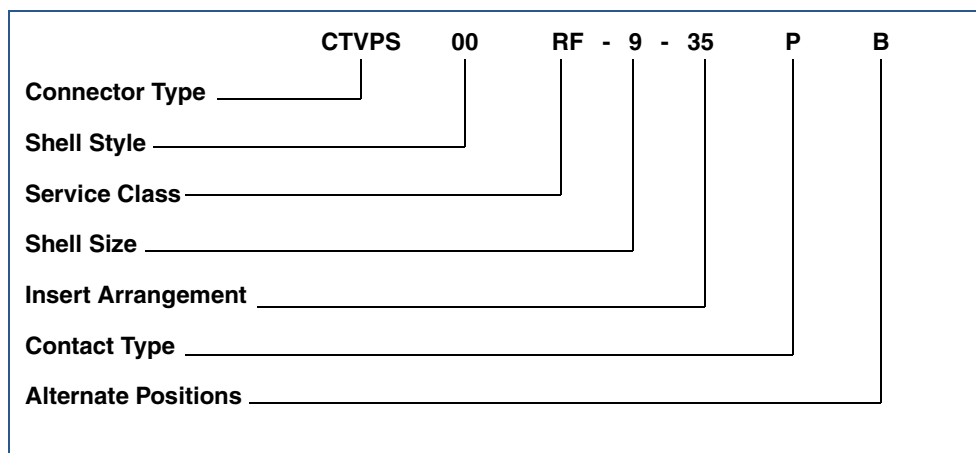 CTVPS 00 RF - 9 - 35 P B
Connector Type
Shell Style
Service Class
Shell Size
Insert Arrangement
Contact Type
Alternate Positions